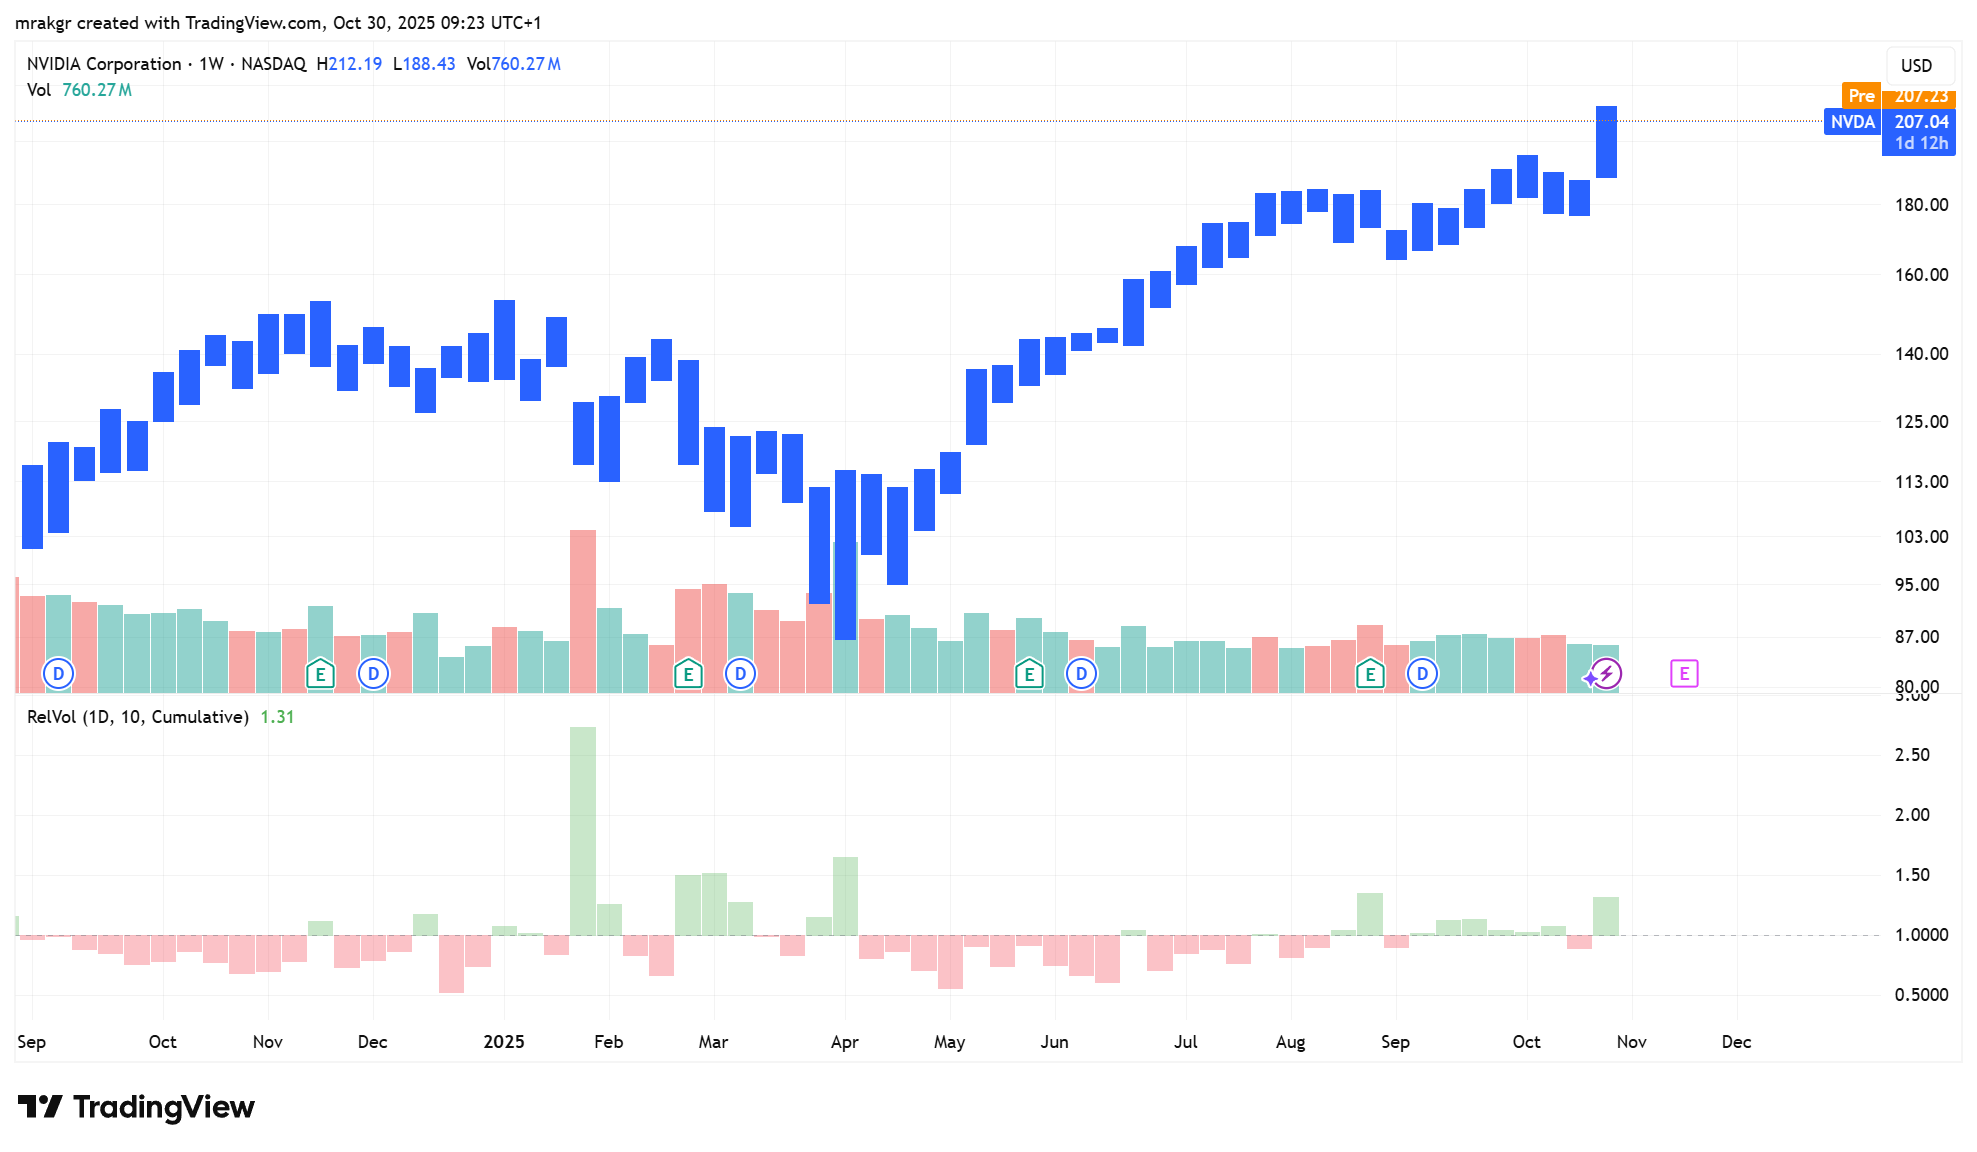 mrakgr created with TradingView.com, Oct 30, 2025 09:23 UTC+1
NVIDIA Corporation · 1W · NASDAQ H212.19 L188.43 Vol760.27M
USD
Vol 760.27M
Pre 207.23
NVDA 207.04
1d 12h
180.00
160.00
140.00
125.00
113.00
103.00
95.00
87.00
80.00
D E D E D E D E D E
3.00
RelVol (1D, 10, Cumulative) 1.31
2.50
2.00
1.50
1.0000
0.5000
Sep Oct Nov Dec 2025 Feb Mar Apr May Jun Jul Aug Sep Oct Nov Dec
TradingView